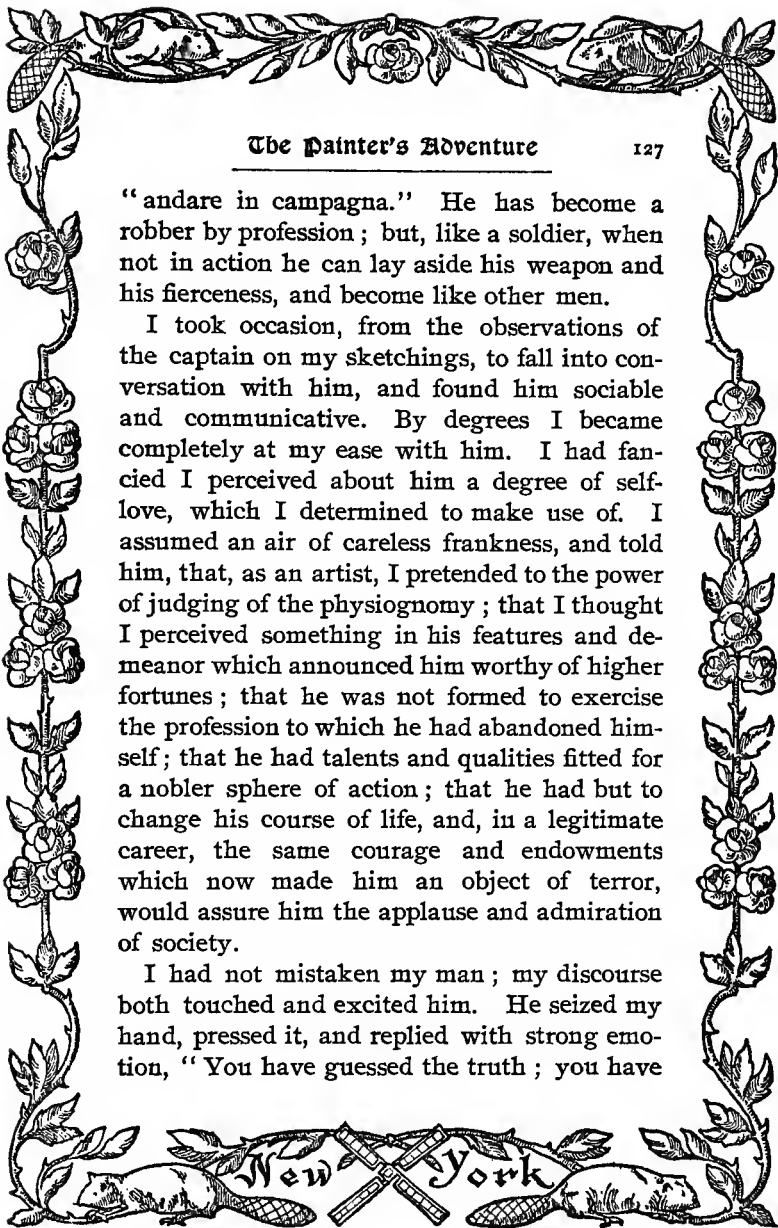 The Painter's Adventure 127
"andare in campagna." He has become a
robber by profession; but, like a soldier, when
not in action he can lay aside his weapon and
his fierceness, and become like other men.
I took occasion, from the observations of
the captain on my sketchings, to fall into con-
versation with him, and found him sociable
and communicative. By degrees I became
completely at my ease with him. I had fan-
cied I perceived about him a degree of self-
love, which I determined to make use of. I
assumed an air of careless frankness, and told
him, that, as an artist, I pretended to the power
of judging of the physiognomy; that I thought
I perceived something in his features and de-
meanor which announced him worthy of higher
fortunes; that he was not formed to exercise
the profession to which he had abandoned him-
self; that he had talents and qualities fitted for
a nobler sphere of action; that he had but to
change his course of life, and, in a legitimate
career, the same courage and endowments
which now made him an object of terror,
would assure him the applause and admiration
of society.
I had not mistaken my man; my discourse
both touched and excited him. He seized my
hand, pressed it, and replied with strong emo-
tion, "You have guessed the truth; you have
New York